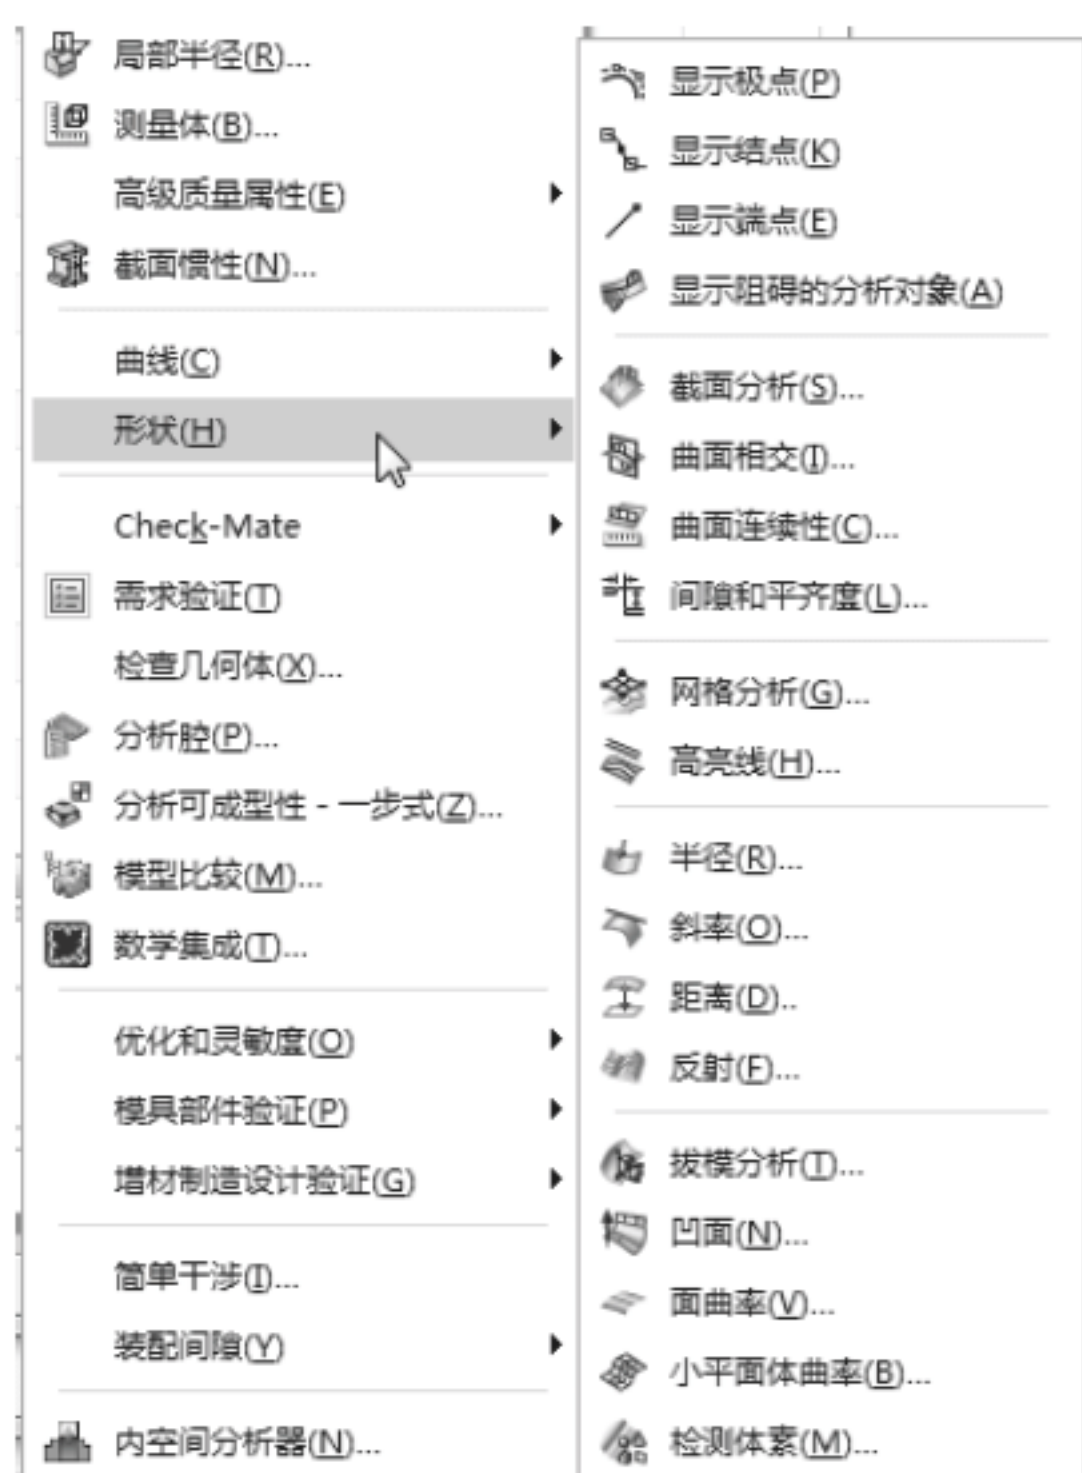 局部半径(R)...
测量体(B)...
高级质量属性(E)
截面惯性(N)...
曲线(C)
形状(H)
Check-Mate
需求验证(T)
检查几何体(X)...
分析腔(P)...
分析可成型性 - 一步式(Z)...
模型比较(M)...
数学集成(T)...
优化和灵敏度(O)
模具部件验证(P)
增材制造设计验证(G)
简单干涉(I)...
装配间隙(Y)
内空间分析器(N)...
显示极点(P)
显示结点(K)
显示端点(E)
显示阻碍的分析对象(A)
截面分析(S)...
曲面相交(I)...
曲面连续性(C)...
间隙和平齐度(L)...
网格分析(G)...
高亮线(H)...
半径(R)...
斜率(O)...
距离(D)..
反射(F)...
拔模分析(T)...
凹面(N)...
面曲率(V)...
小平面体曲率(B)...
检测体素(M)...